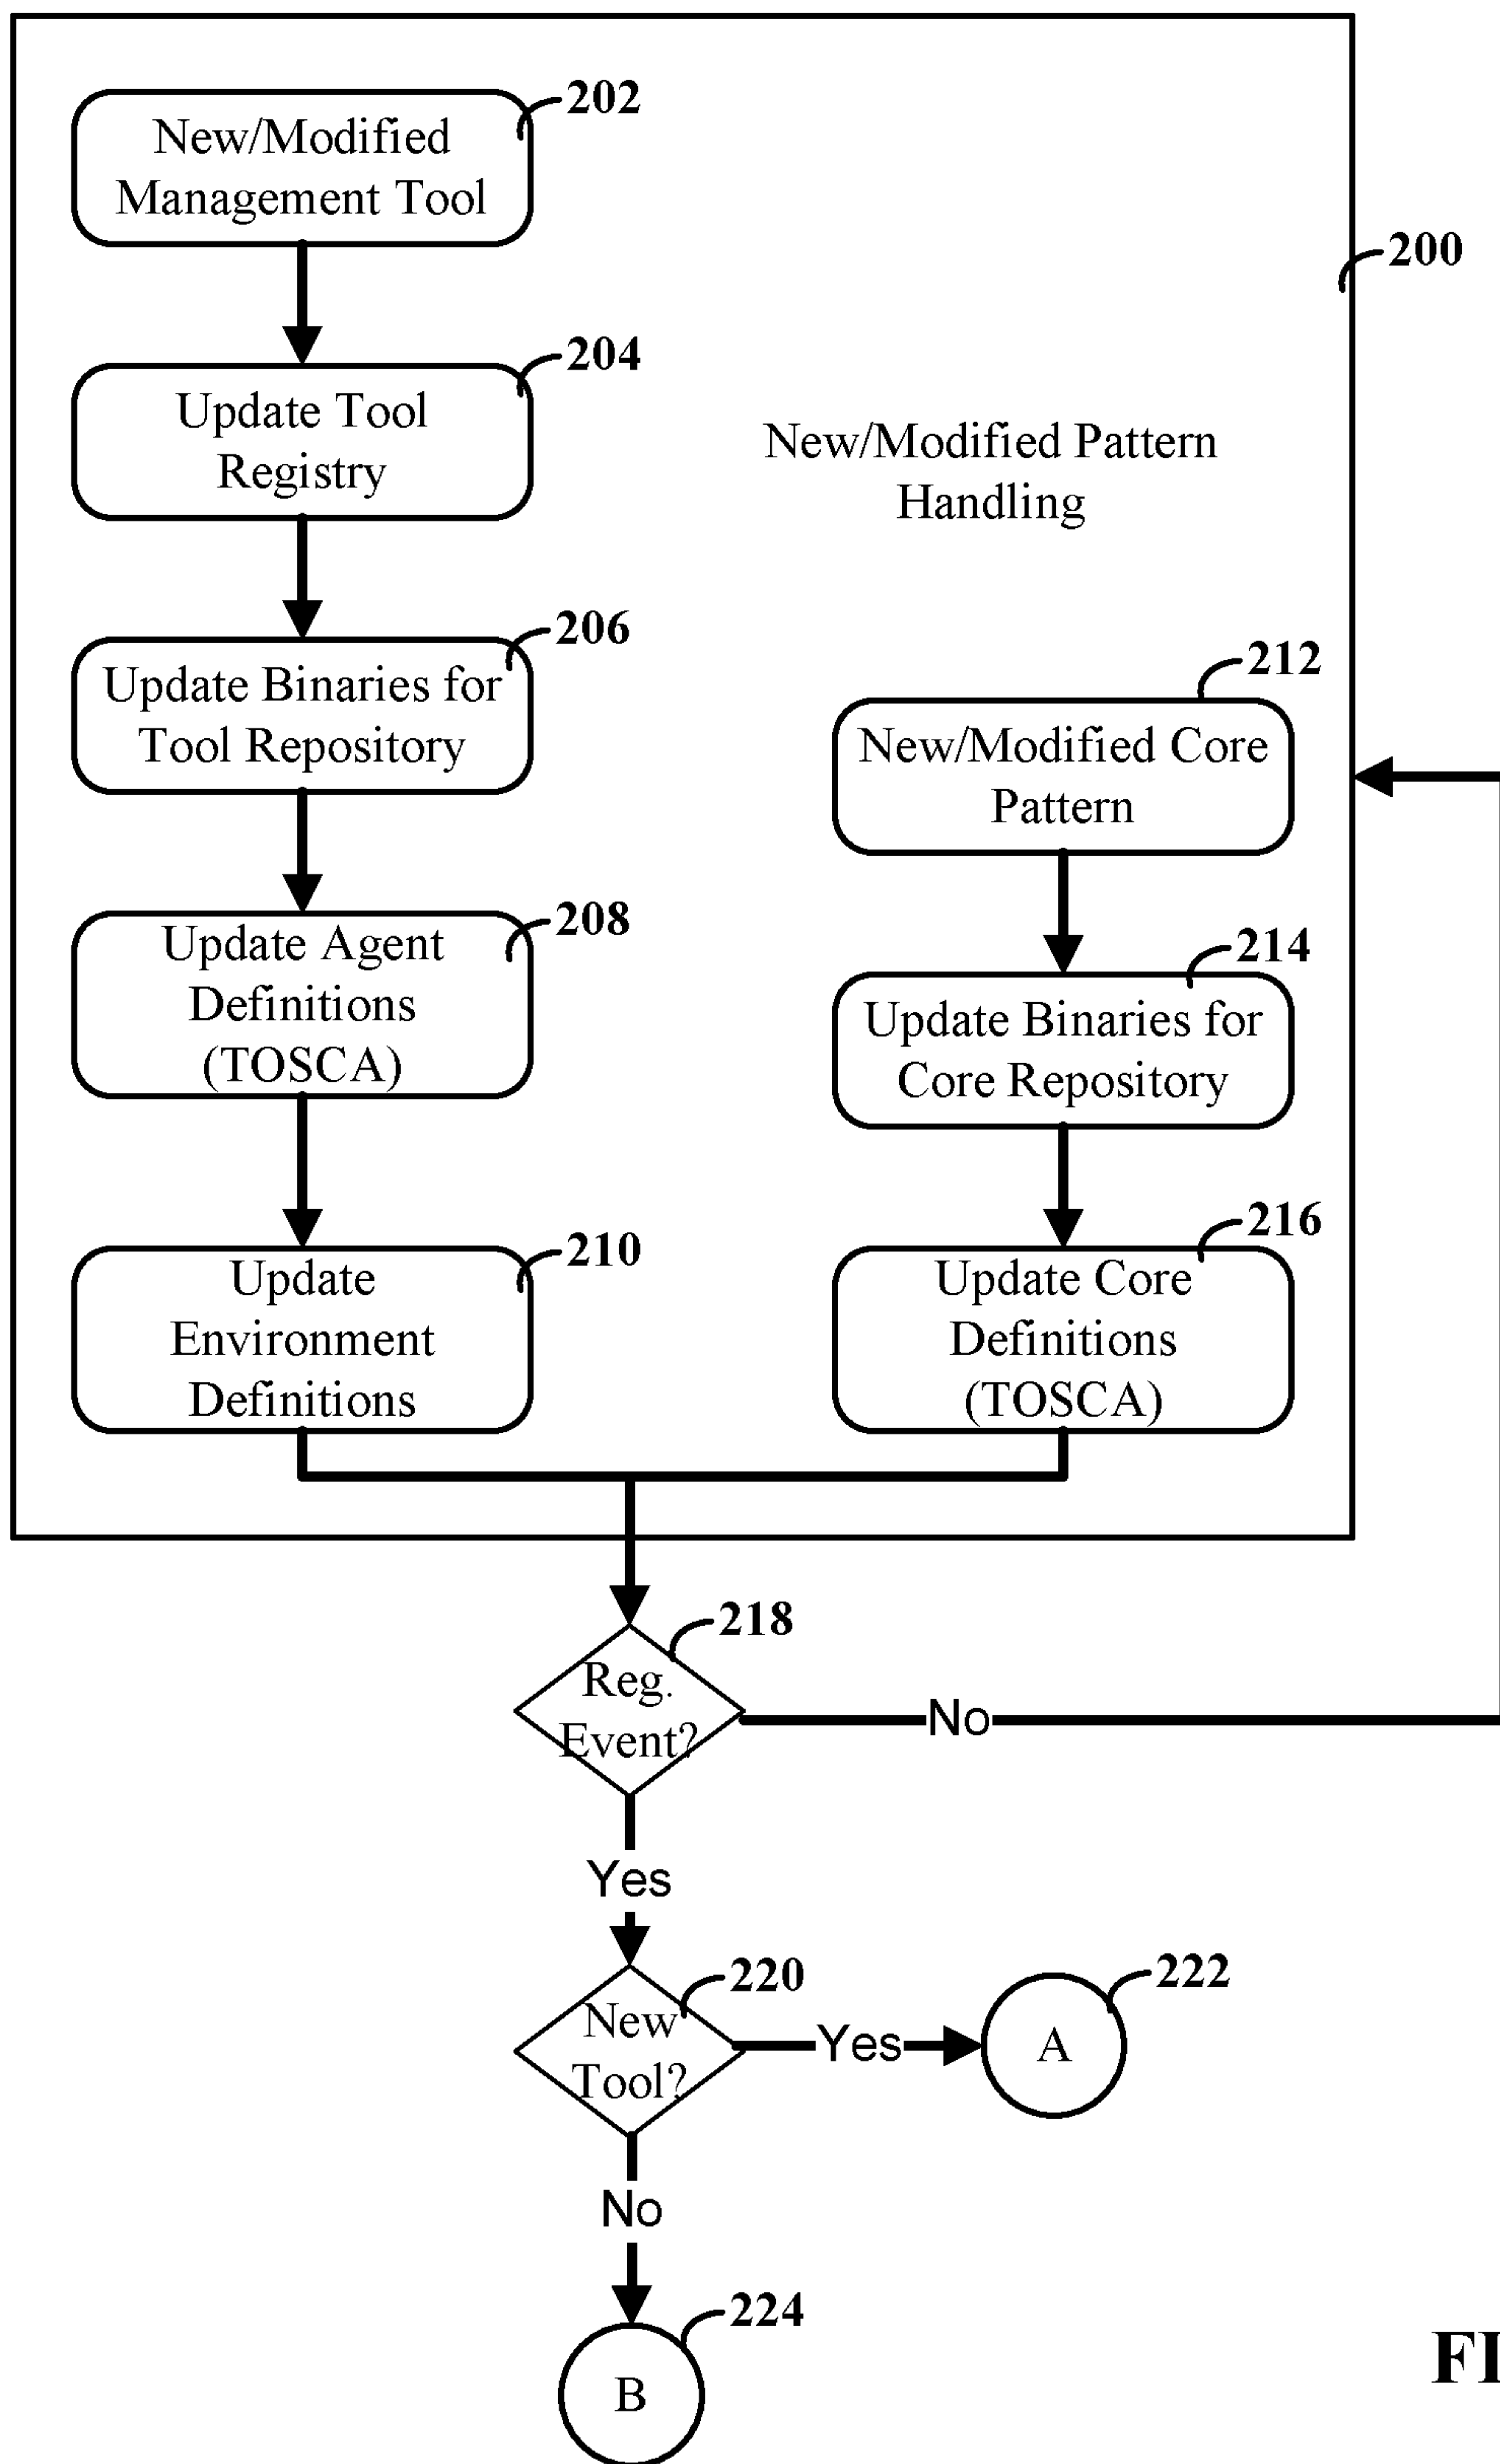 202
New/Modified
Management Tool
200
204
Update Tool
Registry
New/Modified Pattern
Handling
206
Update Binaries for
Tool Repository
212
New/Modified Core
Pattern
208
Update Agent
Definitions
(TOSCA)
214
Update Binaries for
Core Repository
210
Update
Environment
Definitions
216
Update Core
Definitions
(TOSCA)
218
Reg.
Event?
No
Yes
220
New
Tool?
Yes
222
A
No
224
B
FI